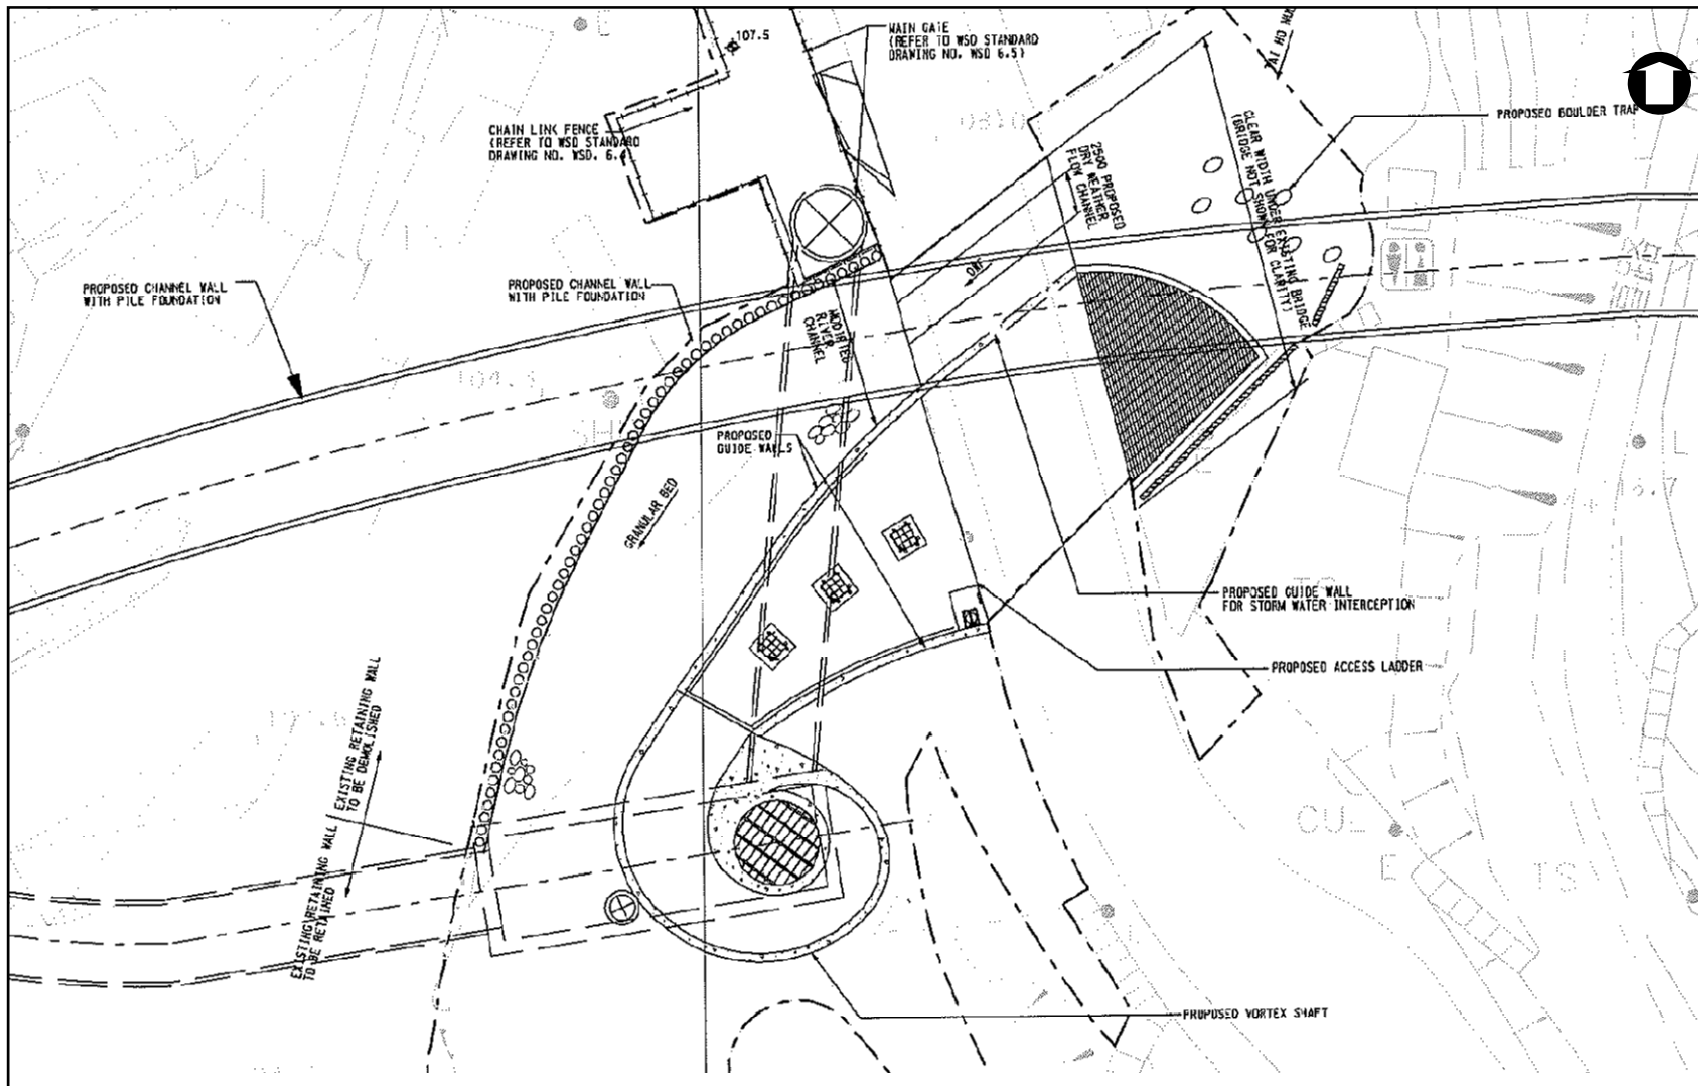 107.5
MAIN GATE
(REFER TO WSD STANDARD
DRAWING NO. WSD 6.5)
TAI HO
PROPOSED BOULDER TRAP
CHAIN LINK FENCE
(REFER TO WSD STANDARD
DRAWING NO. WSD. 6.
2500 PROPOSED
DRY WEATHER
FLOW CHANNEL
CLEAR WIDTH UNDER EXISTING BRIDGE
(BRIDGE NOT SHOWN FOR CLARITY)
DWF
PROPOSED CHANNEL WALL
WITH PILE FOUNDATION
PROPOSED CHANNEL WALL
WITH PILE FOUNDATION
MODIFIED
RIVER
CHANNEL
PROPOSED
GUIDE WALLS
GRANULAR BED
PROPOSED GUIDE WALL
FOR STORM WATER INTERCEPTION
PROPOSED ACCESS LADDER
EXISTING RETAINING WALL
TO BE DEMOLISHED
EXISTING RETAINING WALL
TO BE RETAINED
TS
E
TS
PROPOSED VORTEX SHAFT